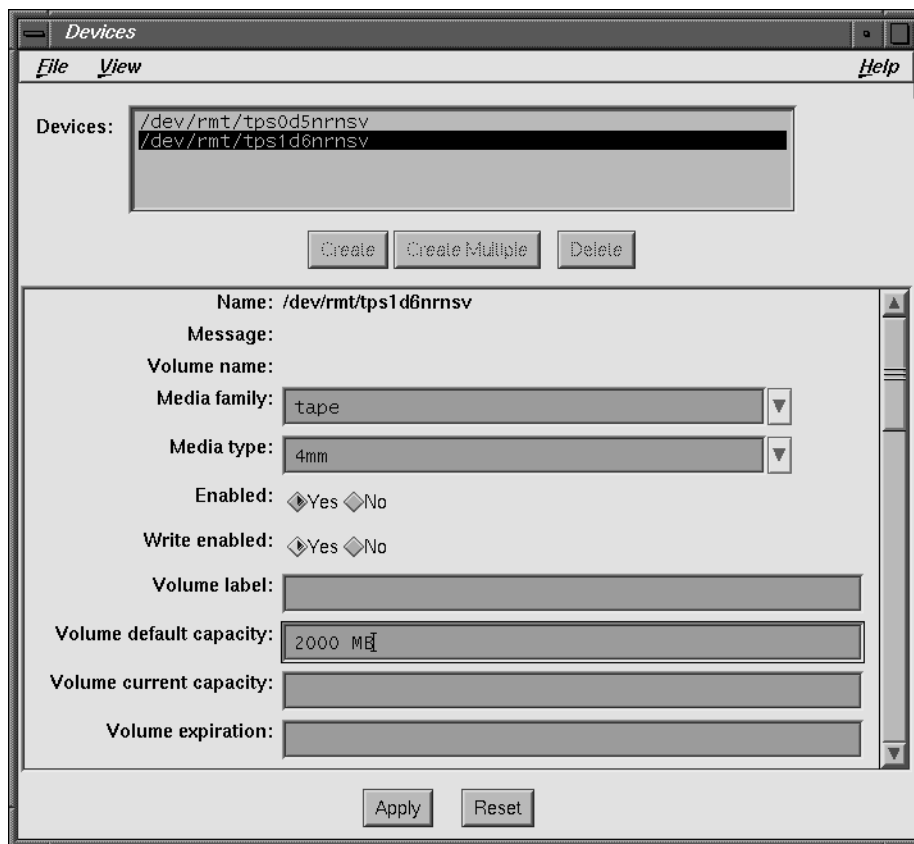 Devices
File View Help
Devices:
/dev/rmt/tps0d5nrnsv
/dev/rmt/tps1d6nrnsv
Create Create Multiple Delete
Name: /dev/rmt/tps1d6nrnsv
Message:
Volume name:
Media family: tape
Media type: 4mm
Enabled: Yes No
Write enabled: Yes No
Volume label:
Volume default capacity: 2000 MB
Volume current capacity:
Volume expiration:
Apply Reset